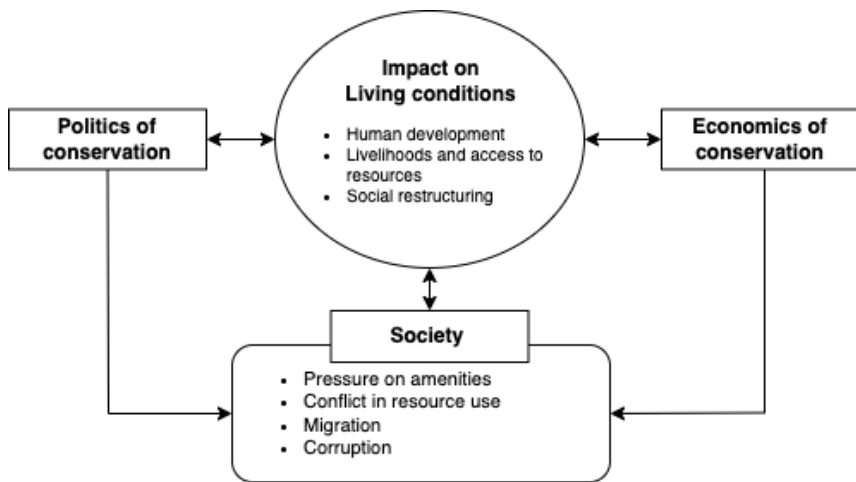 Impact on
Living conditions
• Human development
• Livelihoods and access to
resources
• Social restructuring
Politics of
conservation
Economics of
conservation
Society
• Pressure on amenities
• Conflict in resource use
• Migration
• Corruption